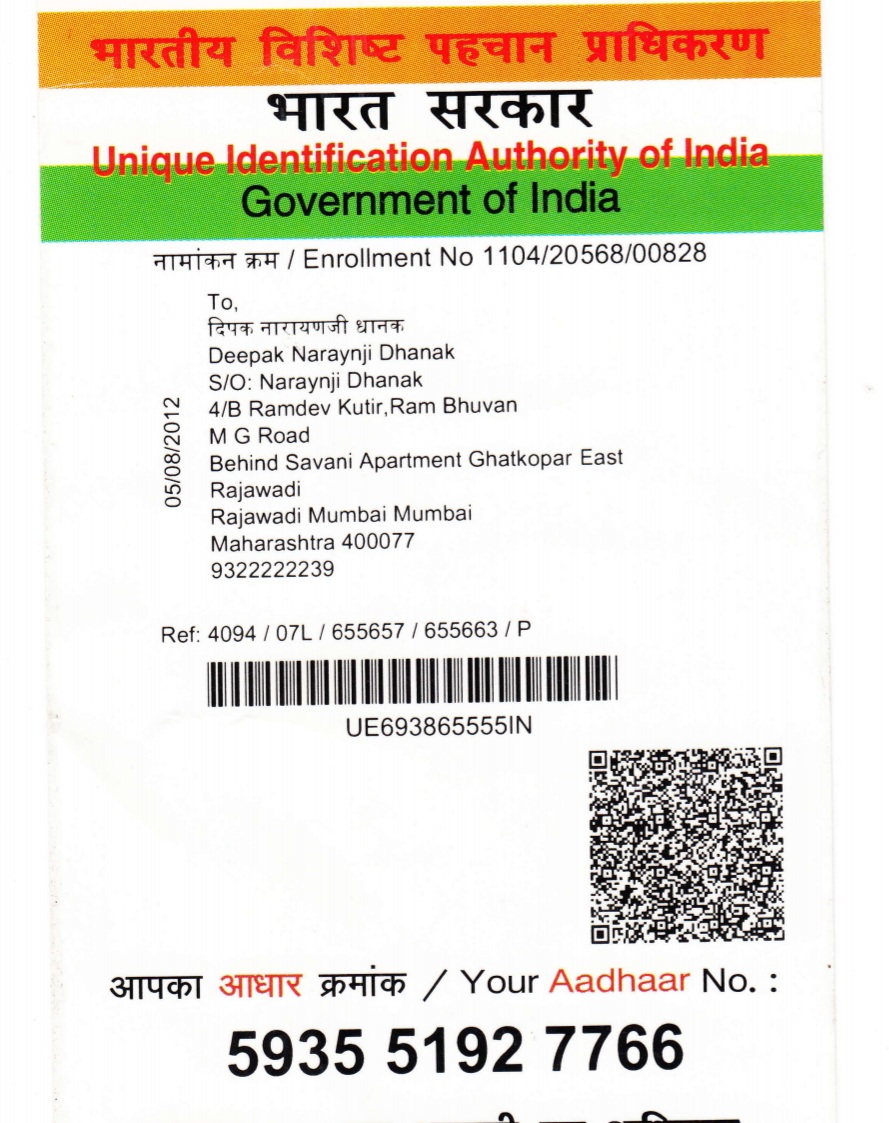 भारतीय विशिष्ट पहचान प्राधिकरण
भारत सरकार
Unique Identification Authority of India
Government of India
नामांकन क्रम / Enrollment No 1104/20568/00828
05/08/2012
To,
दिपक नारायणजी धानक
Deepak Naraynji Dhanak
S/O: Naraynji Dhanak
4/B Ramdev Kutir,Ram Bhuvan
M G Road
Behind Savani Apartment Ghatkopar East
Rajawadi
Rajawadi Mumbai Mumbai
Maharashtra 400077
9322222239
Ref: 4094 / 07L / 655657 / 655663 / P
UE693865555IN
आपका आधार क्रमांक / Your Aadhaar No. :
5935 5192 7766